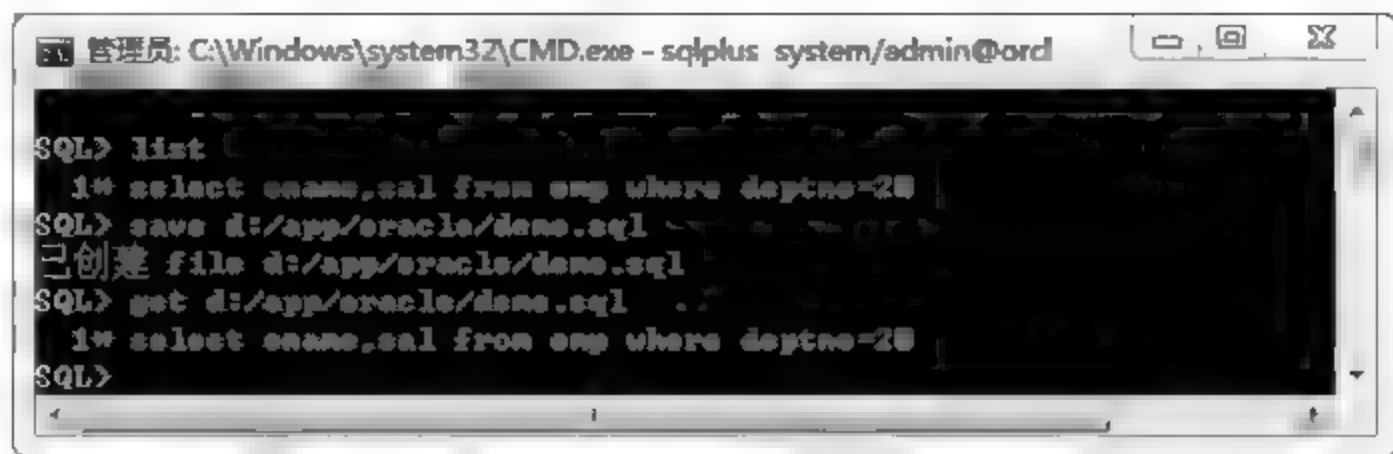 管理员: C:\Windows\system32\CMD.exe - sqlplus system/admin@orcl
SQL> list
1* select ename,sal from emp where deptno=20
SQL> save d:/app/oracle/demo.sql
已创建 file d:/app/oracle/demo.sql
SQL> get d:/app/oracle/demo.sql
1* select ename,sal from emp where deptno=20
SQL>